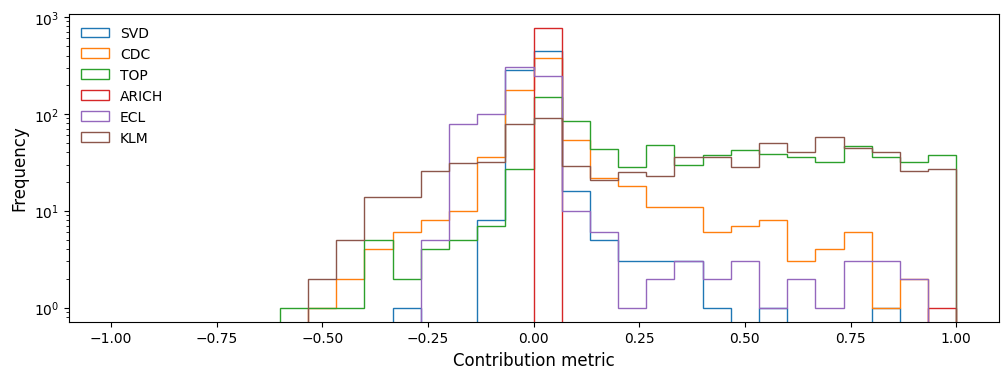 10³
10²
10¹
10⁰
Frequency
SVD
CDC
TOP
ARICH
ECL
KLM
−1.00 −0.75 −0.50 −0.25 0.00 0.25 0.50 0.75 1.00
Contribution metric